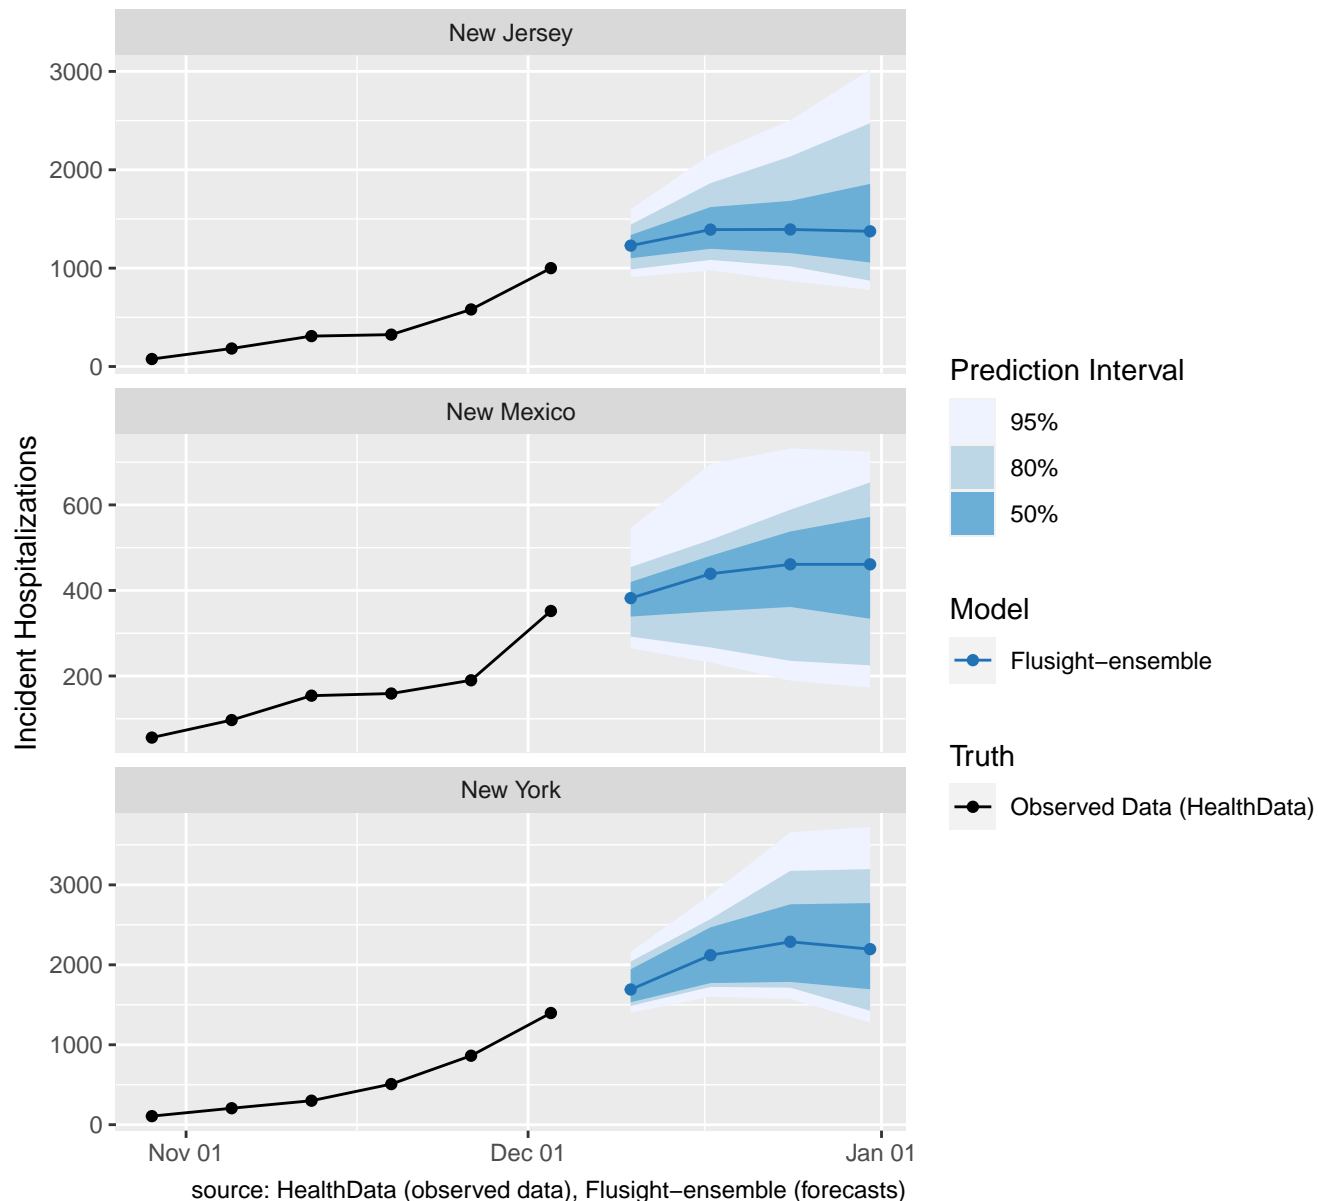 New Jersey
3000
2000
1000
0
New Mexico
600
400
200
New York
3000
2000
1000
0
Nov 01
Dec 01
Jan 01
Incident Hospitalizations
source: HealthData (observed data), Flusight−ensemble (forecasts)
Prediction Interval
95%
80%
50%
Model
Flusight−ensemble
Truth
Observed Data (HealthData)